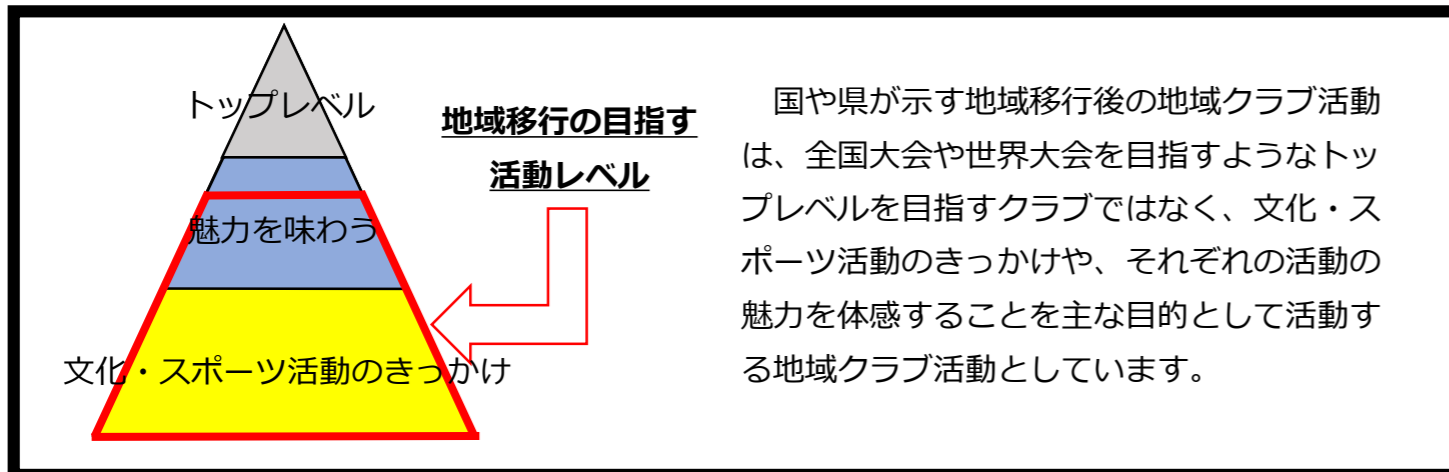 トップレベル
魅力を味わう
文化・スポーツ活動のきっかけ
地域移行の目指す
活動レベル
国や県が示す地域移行後の地域クラブ活動
は、全国大会や世界大会を目指すようなトッ
プレベルを目指すクラブではなく、文化・ス
ポーツ活動のきっかけや、それぞれの活動の
魅力を体感することを主な目的として活動す
る地域クラブ活動としています。